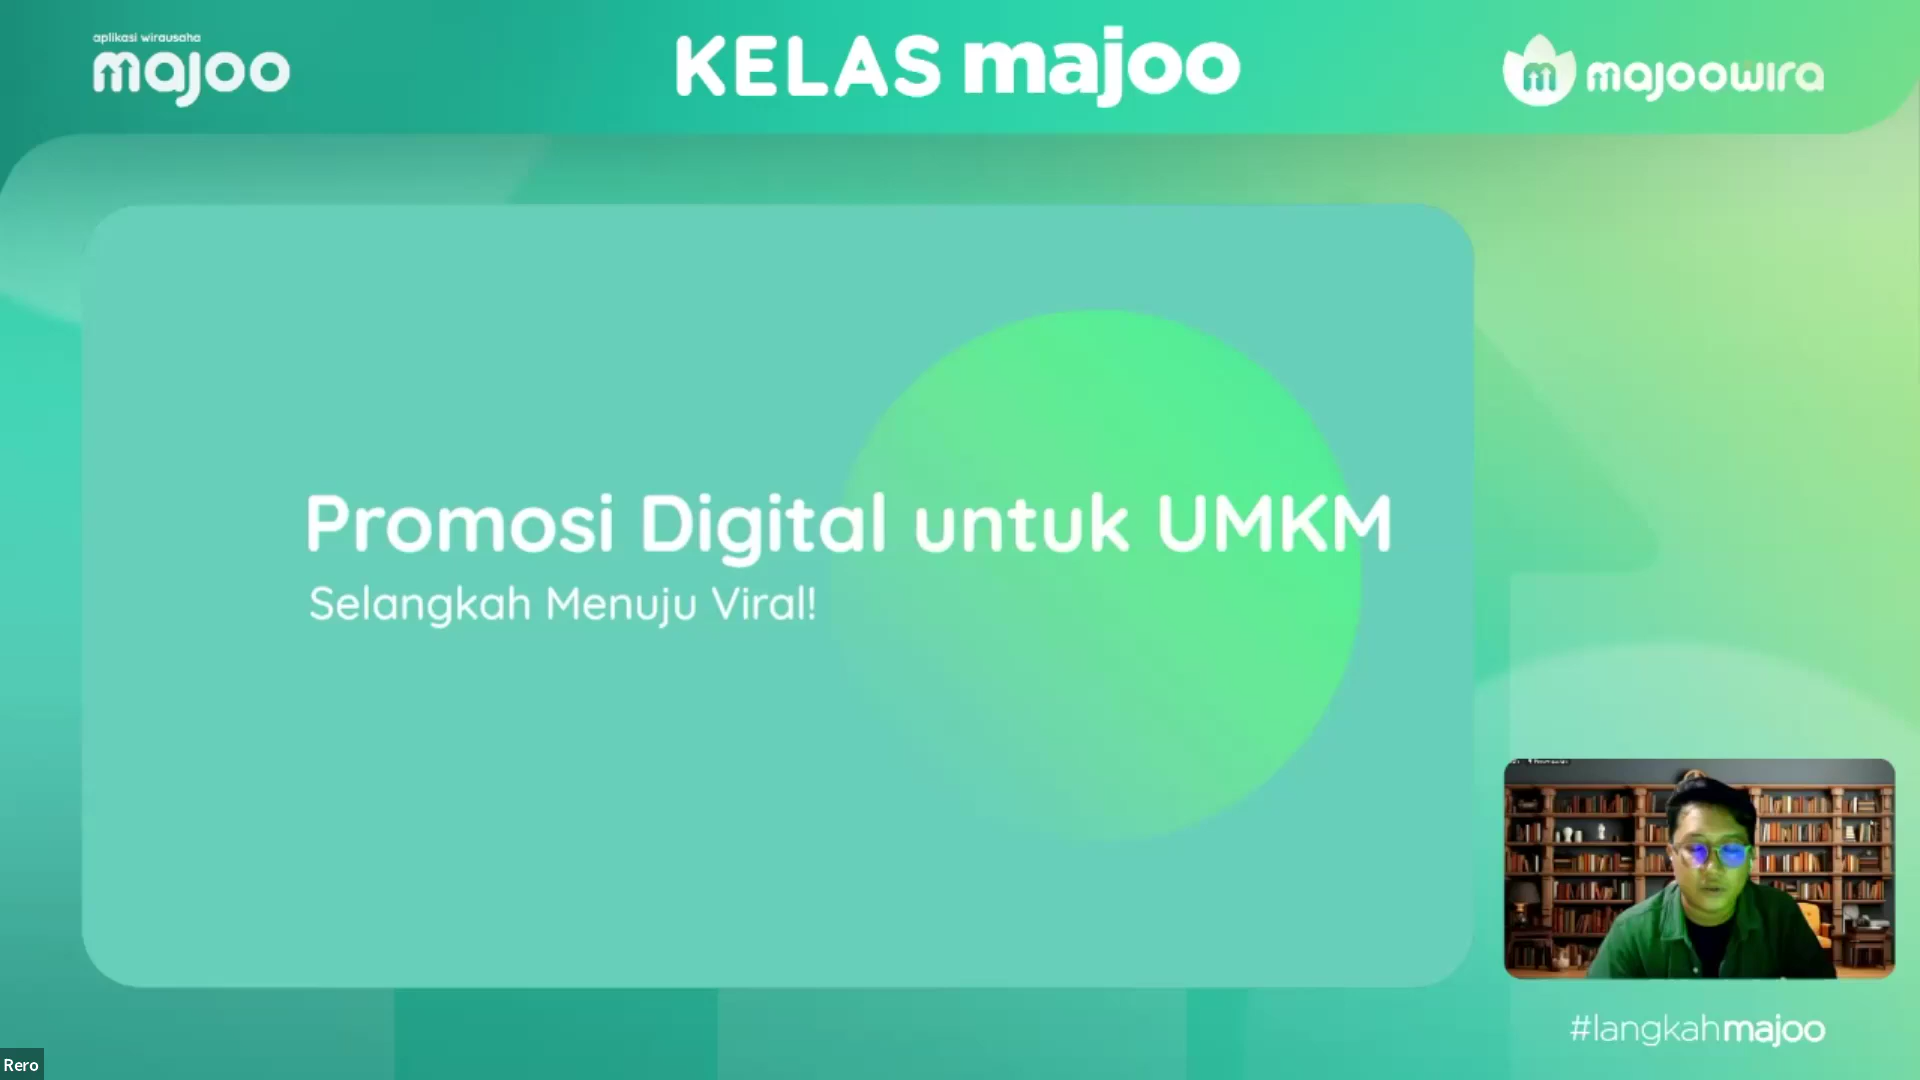 aplikasi wirausaha
majoo
KELAS majoo
majoowira
Promosi Digital untuk UMKM
Selangkah Menuju Viral!
#langkahmajoo
Rero